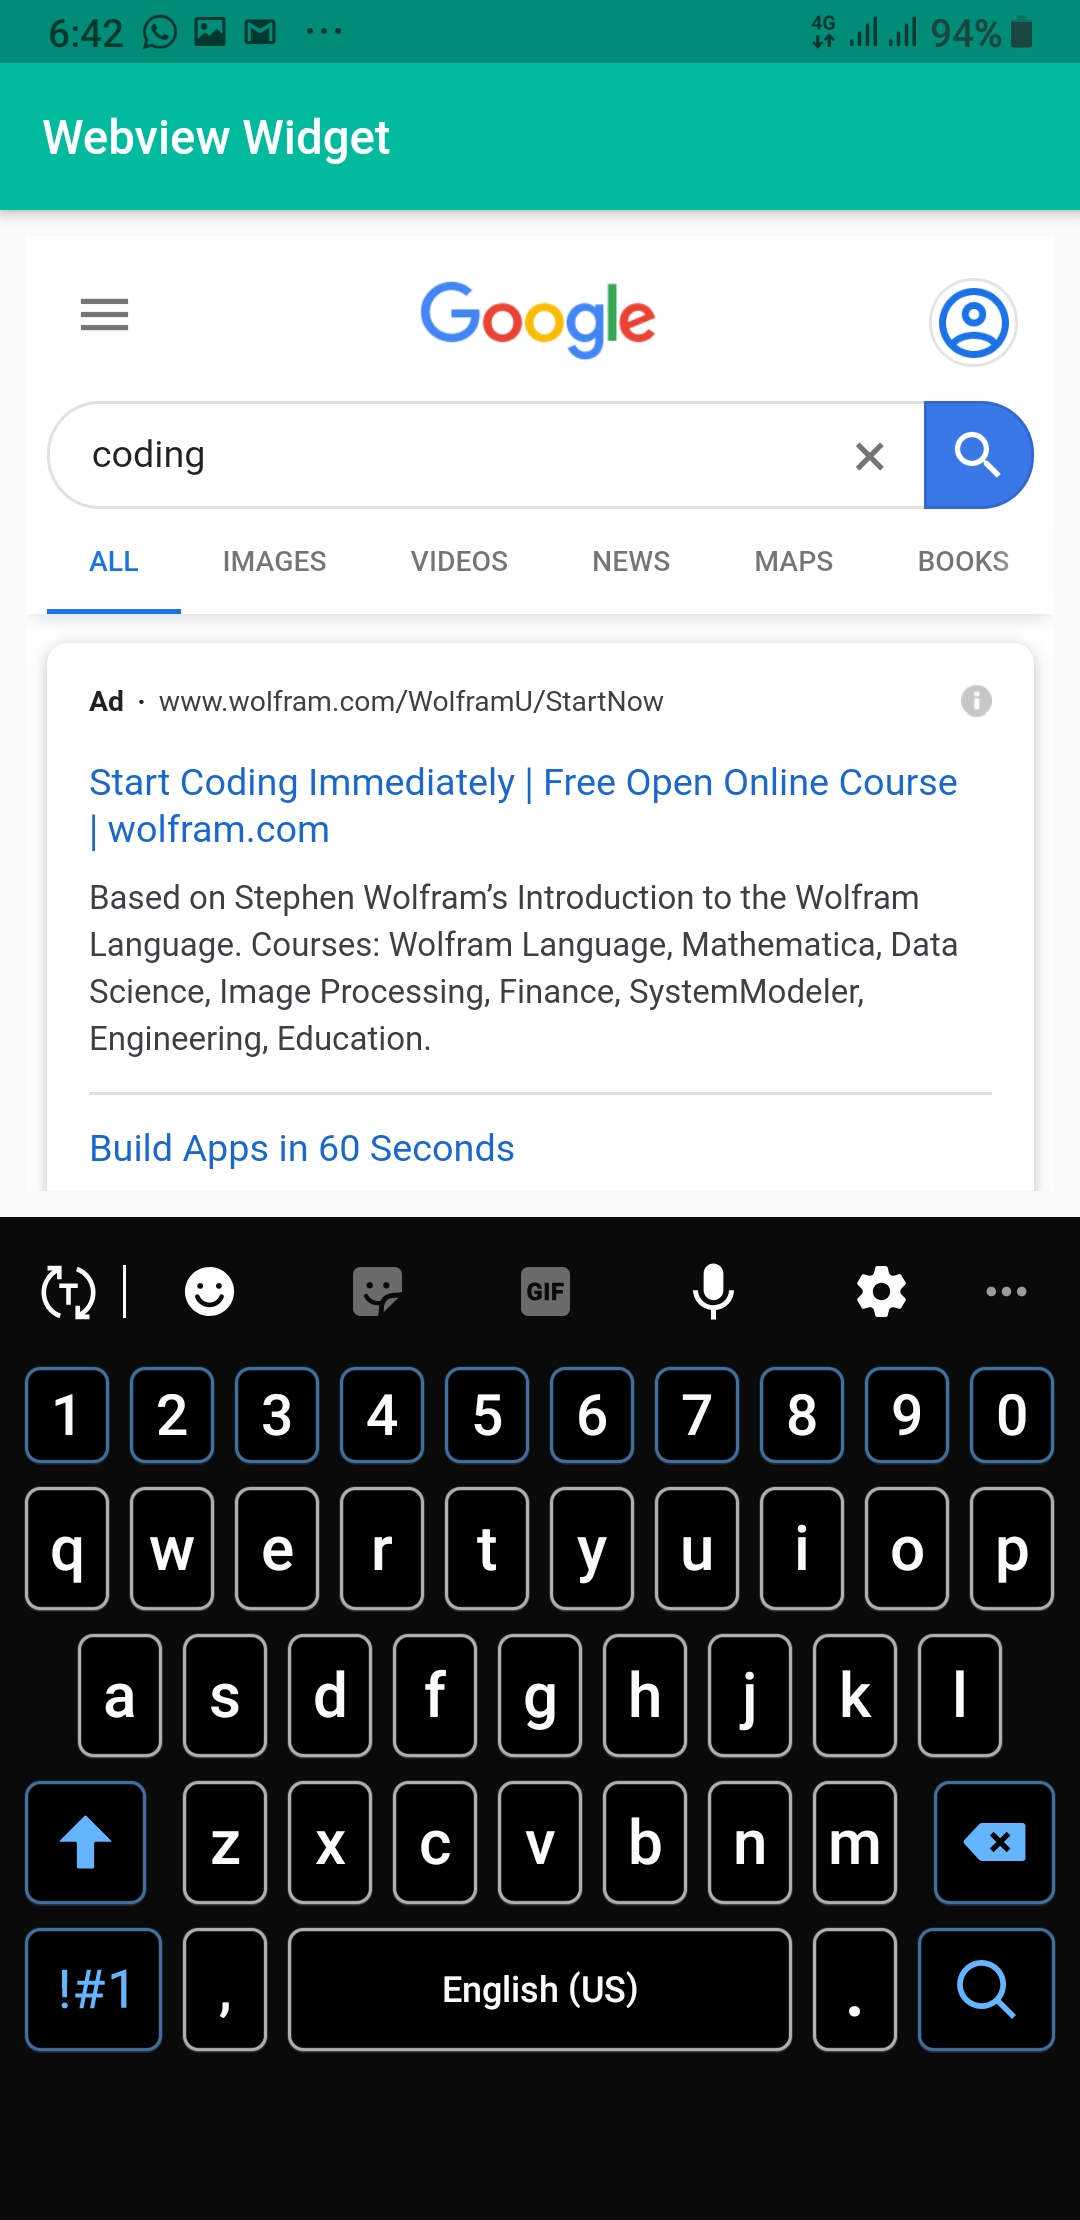 6:42 4G 94%
Webview Widget
Google
coding
ALL IMAGES VIDEOS NEWS MAPS BOOKS
Ad · www.wolfram.com/WolframU/StartNow
Start Coding Immediately | Free Open Online Course
| wolfram.com
Based on Stephen Wolfram’s Introduction to the Wolfram
Language. Courses: Wolfram Language, Mathematica, Data
Science, Image Processing, Finance, SystemModeler,
Engineering, Education.
Build Apps in 60 Seconds
T GIF
1 2 3 4 5 6 7 8 9 0
q w e r t y u i o p
a s d f g h j k l
z x c v b n m
!#1 , English (US) .